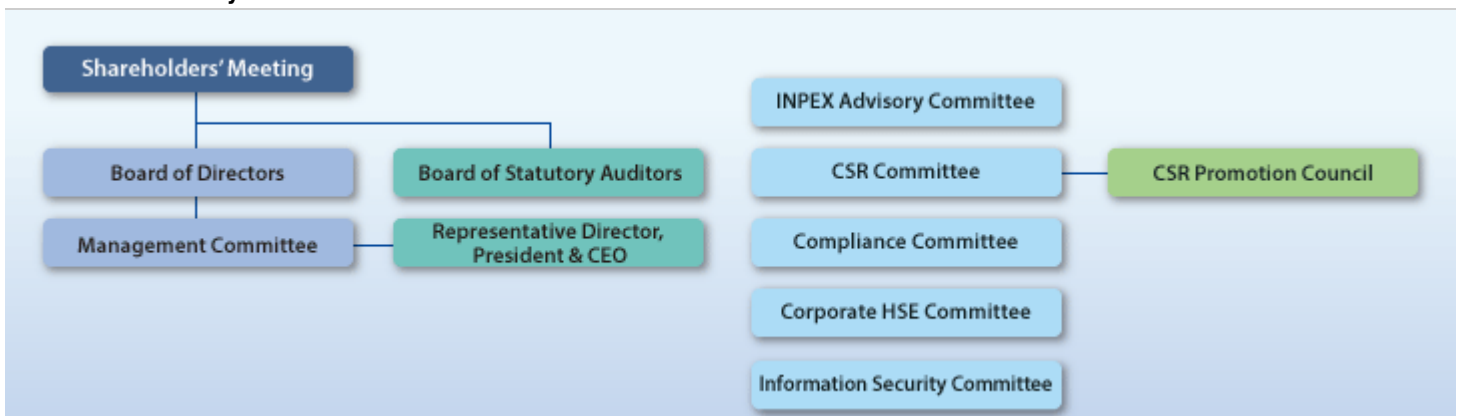 Shareholders' Meeting
Board of Directors
Board of Statutory Auditors
Management Committee
Representative Director,
President & CEO
INPEX Advisory Committee
CSR Committee
CSR Promotion Council
Compliance Committee
Corporate HSE Committee
Information Security Committee